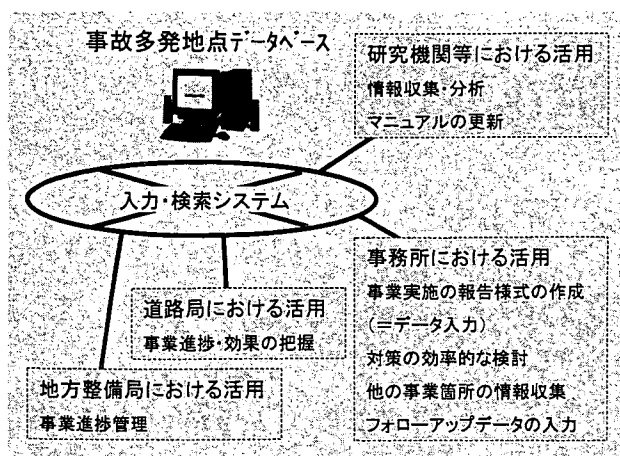 事故多発地点データベース
研究機関等における活用
情報収集・分析
マニュアルの更新
入力・検索システム
事務所における活用
事業実施の報告様式の作成
(=データ入力)
対策の効率的な検討
他の事業箇所の情報収集
フォローアップデータの入力
道路局における活用
事業進捗・効果の把握
地方整備局における活用
事業進捗管理